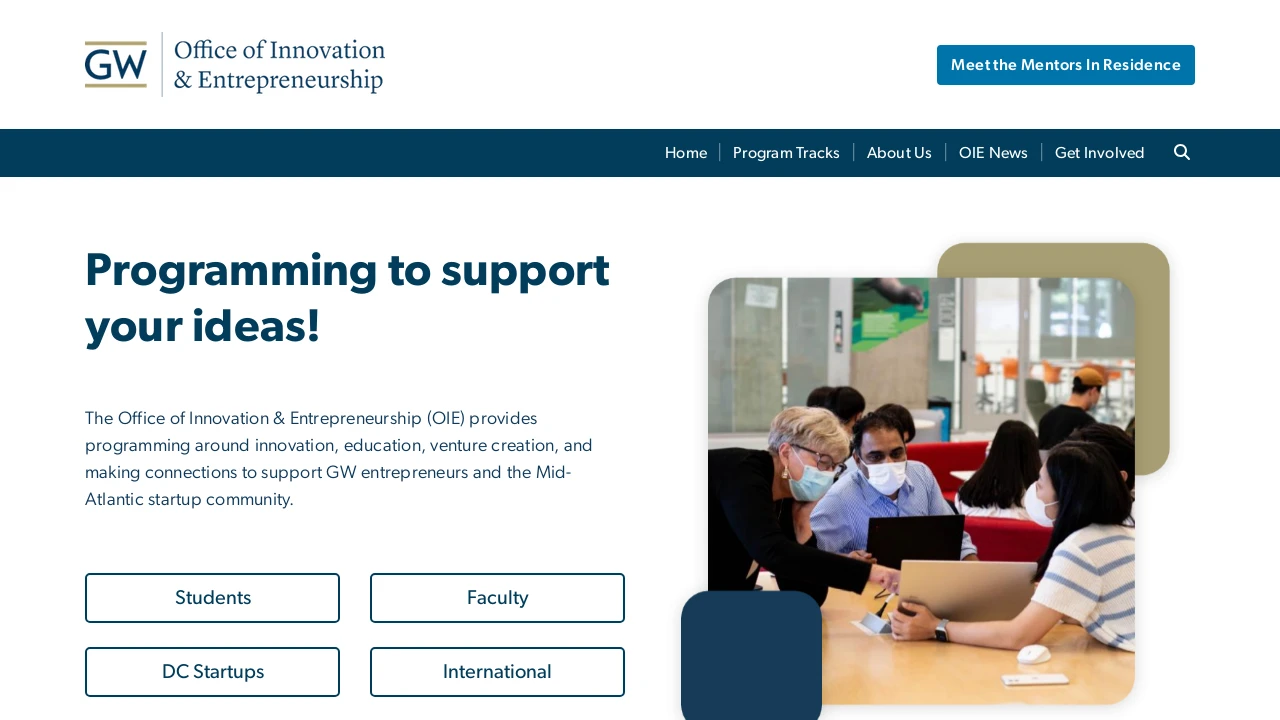 GW
Office of Innovation
& Entrepreneurship
Meet the Mentors In Residence
Home
Program Tracks
About Us
OIE News
Get Involved
Programming to support
your ideas!
The Office of Innovation & Entrepreneurship (OIE) provides
programming around innovation, education, venture creation, and
making connections to support GW entrepreneurs and the Mid-
Atlantic startup community.
Students
Faculty
DC Startups
International